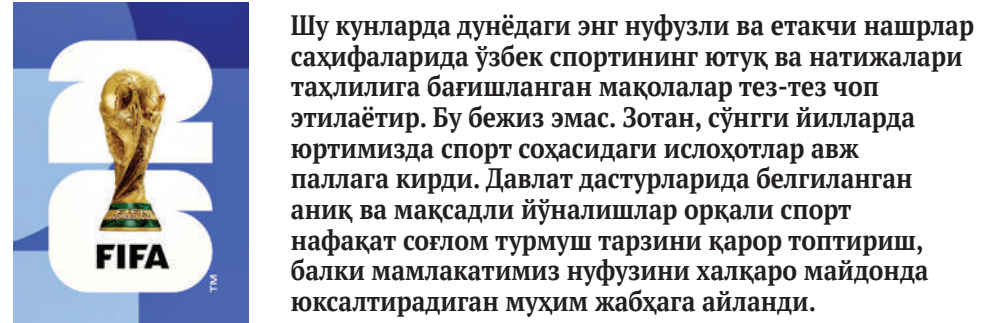 26
FIFA
TM
Шу кунларда дунёдаги энг нуфузли ва етакчи нашрлар
саҳифаларида ўзбек спортининг ютуқ ва натижалари
таҳлилига бағишланган мақолалар тез-тез чоп
этилаётир. Бу бежиз эмас. Зотан, сўнгги йилларда
юртимизда спорт соҳасидаги ислоҳотлар авж
паллага кирди. Давлат дастурларида белгиланган
аниқ ва мақсадли йўналишлар орқали спорт
нафақат соғлом турмуш тарзини қарор топтириш,
балки мамлакатимиз нуфузини халқаро майдонда
юксалтирадиган муҳим жабҳага айланди.